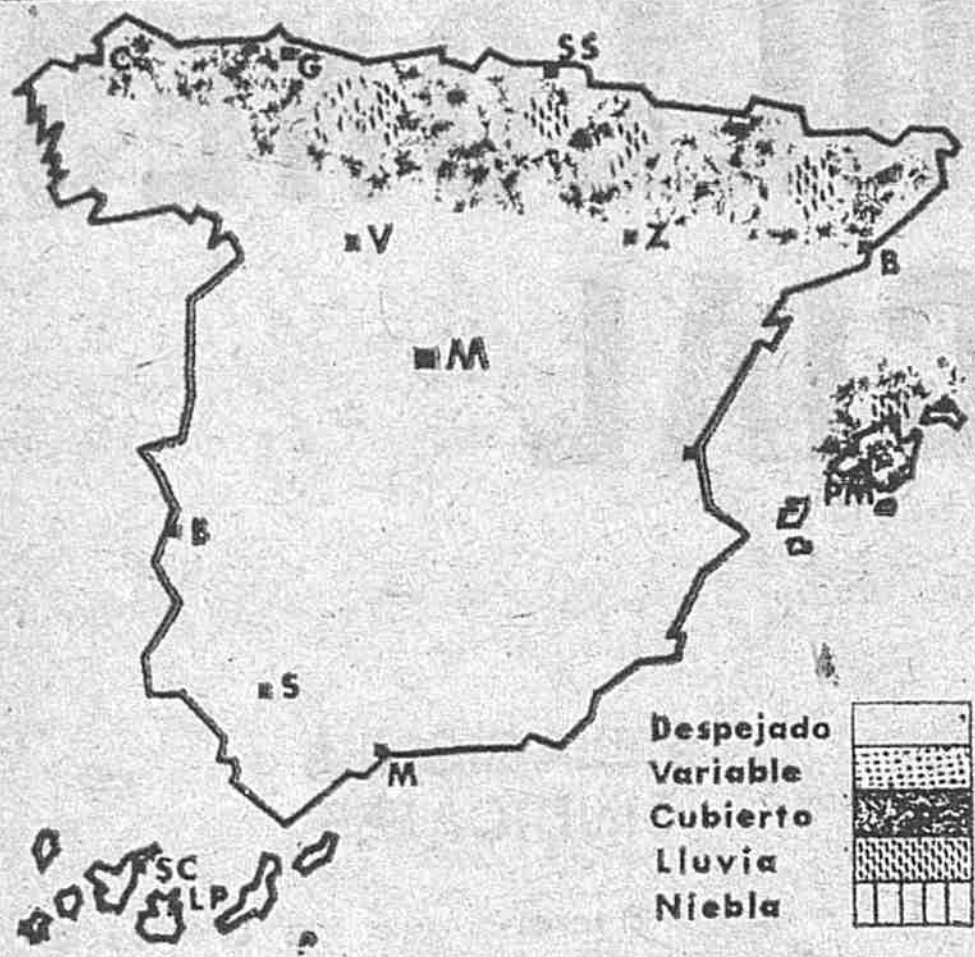 C
G
SS
V
Z
B
M
PM
B
S
M
SC
LP
Despejado
Variable
Cubierto
Lluvia
Niebla